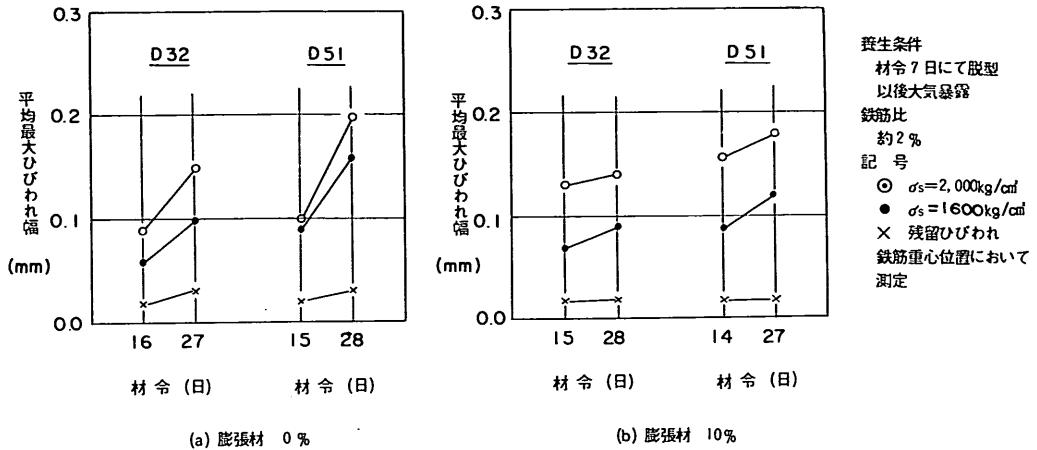 0.3
0.2
0.1
0.0
平均最大ひびわれ幅
(mm)
D32
D51
16 27 15 28
材令(日) 材令(日)
(a) 膨張材 0%
0.3
0.2
0.1
0.0
平均最大ひびわれ幅
(mm)
D32
D51
15 28 14 27
材令(日) 材令(日)
(b) 膨張材 10%
養生条件
材令7日にて脱型
以後大気暴露
鉄筋比
約2%
記号
σs=2,000kg/cm²
σs=1600kg/cm²
× 残留ひびわれ
鉄筋重心位置において
測定